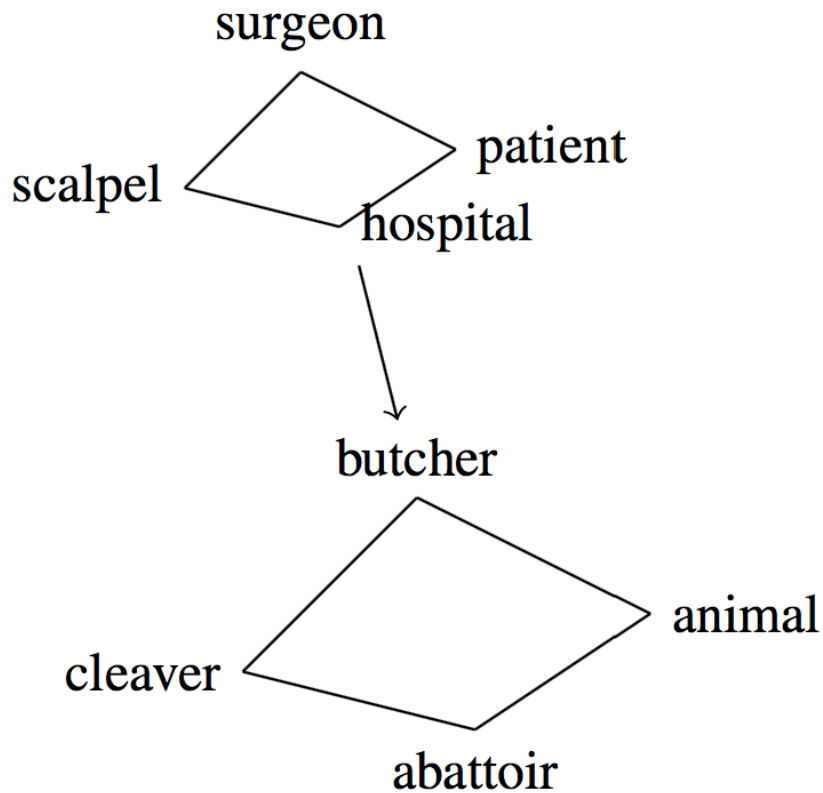 surgeon
patient
scalpel
hospital
butcher
animal
cleaver
abattoir